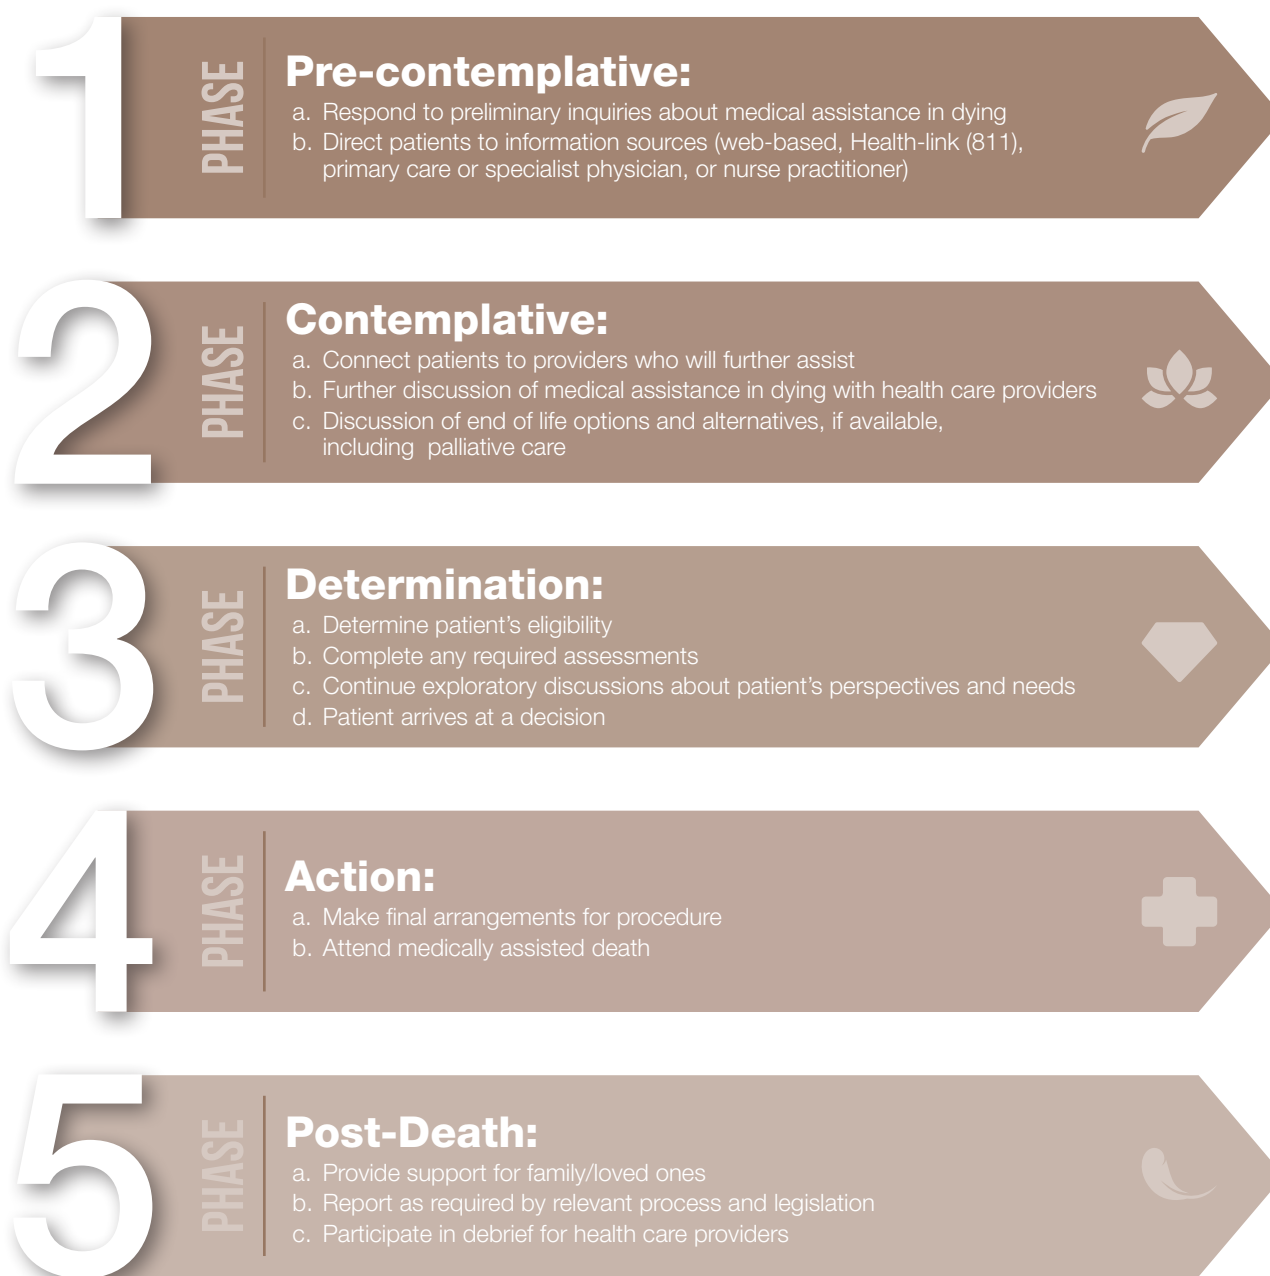 1
PHASE
Pre-contemplative:
a. Respond to preliminary inquiries about medical assistance in dying
b. Direct patients to information sources (web-based, Health-link (811),
primary care or specialist physician, or nurse practitioner)
2
PHASE
Contemplative:
a. Connect patients to providers who will further assist
b. Further discussion of medical assistance in dying with health care providers
c. Discussion of end of life options and alternatives, if available,
including palliative care
3
PHASE
Determination:
a. Determine patient’s eligibility
b. Complete any required assessments
c. Continue exploratory discussions about patient’s perspectives and needs
d. Patient arrives at a decision
4
PHASE
Action:
a. Make final arrangements for procedure
b. Attend medically assisted death
5
PHASE
Post-Death:
a. Provide support for family/loved ones
b. Report as required by relevant process and legislation
c. Participate in debrief for health care providers